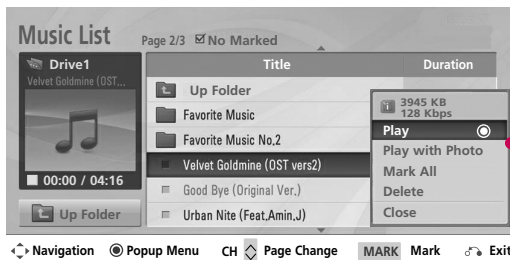 Music List
Page 2/3 No Marked
Drive1
Velvet Goldmine (OST...
00:00 / 04:16
Up Folder
Title Duration
Up Folder
Favorite Music
Favorite Music No.2
Velvet Goldmine (OST vers2)
Good Bye (Original Ver.)
Urban Nite (Feat.Amin.J)
3945 KB
128 Kbps
Play
Play with Photo
Mark All
Delete
Close
Navigation Popup Menu CH Page Change MARK Mark Exit